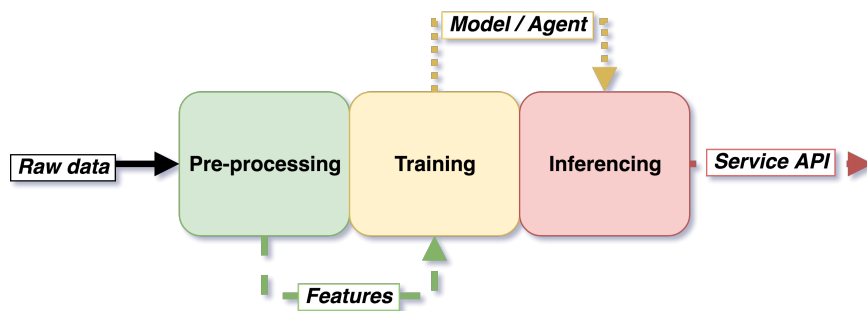 Model / Agent
Raw data
Pre-processing
Training
Inferencing
Service API
Features